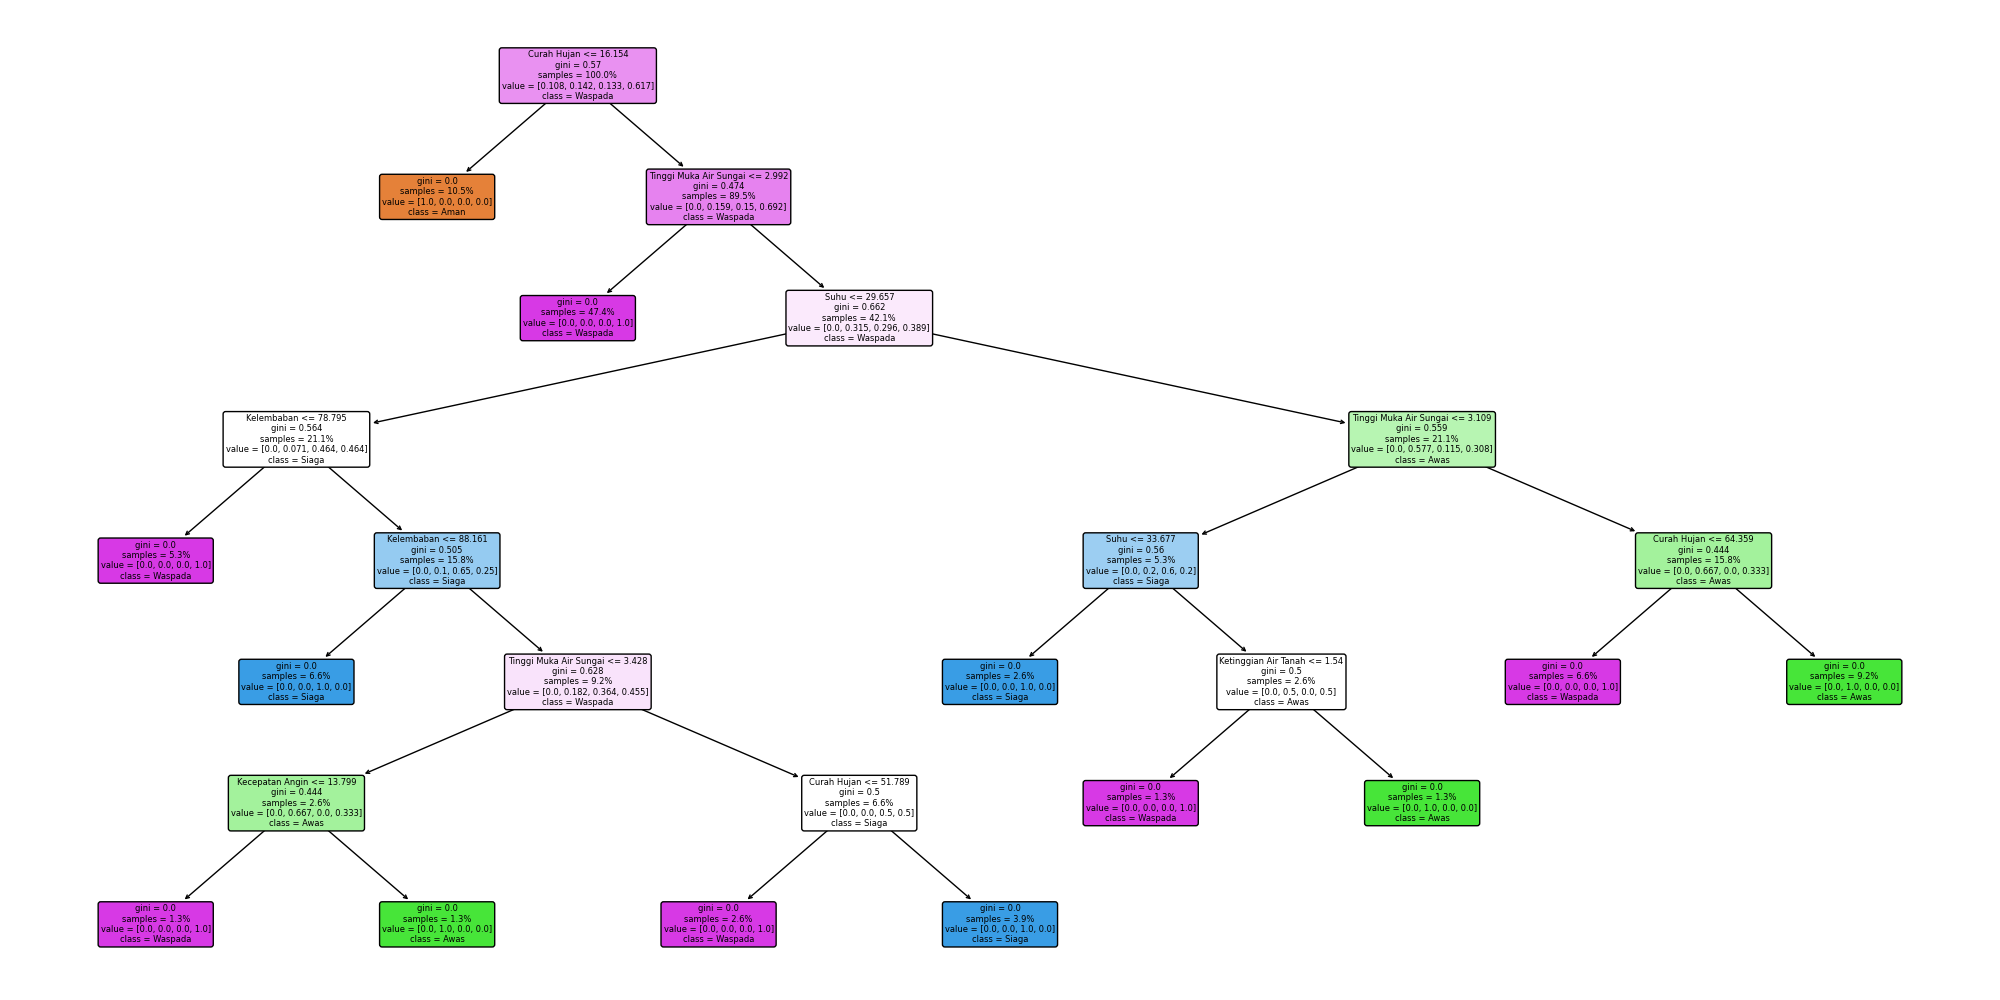 Curah Hujan <= 16.154
gini = 0.57
samples = 100.0%
value = [0.108, 0.142, 0.133, 0.617]
class = Waspada
gini = 0.0
samples = 10.5%
value = [1.0, 0.0, 0.0, 0.0]
class = Aman
Tinggi Muka Air Sungai <= 2.992
gini = 0.474
samples = 89.5%
value = [0.0, 0.159, 0.15, 0.692]
class = Waspada
gini = 0.0
samples = 47.4%
value = [0.0, 0.0, 0.0, 1.0]
class = Waspada
Suhu <= 29.657
gini = 0.662
samples = 42.1%
value = [0.0, 0.315, 0.296, 0.389]
class = Waspada
Kelembaban <= 78.795
gini = 0.564
samples = 21.1%
value = [0.0, 0.071, 0.464, 0.464]
class = Siaga
Tinggi Muka Air Sungai <= 3.109
gini = 0.559
samples = 21.1%
value = [0.0, 0.577, 0.115, 0.308]
class = Awas
gini = 0.0
samples = 5.3%
value = [0.0, 0.0, 0.0, 1.0]
class = Waspada
Kelembaban <= 88.161
gini = 0.505
samples = 15.8%
value = [0.0, 0.1, 0.65, 0.25]
class = Siaga
Suhu <= 33.677
gini = 0.56
samples = 5.3%
value = [0.0, 0.2, 0.6, 0.2]
class = Siaga
Curah Hujan <= 64.359
gini = 0.444
samples = 15.8%
value = [0.0, 0.667, 0.0, 0.333]
class = Awas
gini = 0.0
samples = 6.6%
value = [0.0, 0.0, 1.0, 0.0]
class = Siaga
Tinggi Muka Air Sungai <= 3.428
gini = 0.628
samples = 9.2%
value = [0.0, 0.182, 0.364, 0.455]
class = Waspada
gini = 0.0
samples = 2.6%
value = [0.0, 0.0, 1.0, 0.0]
class = Siaga
Ketinggian Air Tanah <= 1.54
gini = 0.5
samples = 2.6%
value = [0.0, 0.5, 0.0, 0.5]
class = Awas
gini = 0.0
samples = 6.6%
value = [0.0, 0.0, 0.0, 1.0]
class = Waspada
gini = 0.0
samples = 9.2%
value = [0.0, 1.0, 0.0, 0.0]
class = Awas
Kecepatan Angin <= 13.799
gini = 0.444
samples = 2.6%
value = [0.0, 0.667, 0.0, 0.333]
class = Awas
Curah Hujan <= 51.789
gini = 0.5
samples = 6.6%
value = [0.0, 0.0, 0.5, 0.5]
class = Siaga
gini = 0.0
samples = 1.3%
value = [0.0, 0.0, 0.0, 1.0]
class = Waspada
gini = 0.0
samples = 1.3%
value = [0.0, 1.0, 0.0, 0.0]
class = Awas
gini = 0.0
samples = 1.3%
value = [0.0, 0.0, 0.0, 1.0]
class = Waspada
gini = 0.0
samples = 1.3%
value = [0.0, 1.0, 0.0, 0.0]
class = Awas
gini = 0.0
samples = 2.6%
value = [0.0, 0.0, 0.0, 1.0]
class = Waspada
gini = 0.0
samples = 3.9%
value = [0.0, 0.0, 1.0, 0.0]
class = Siaga